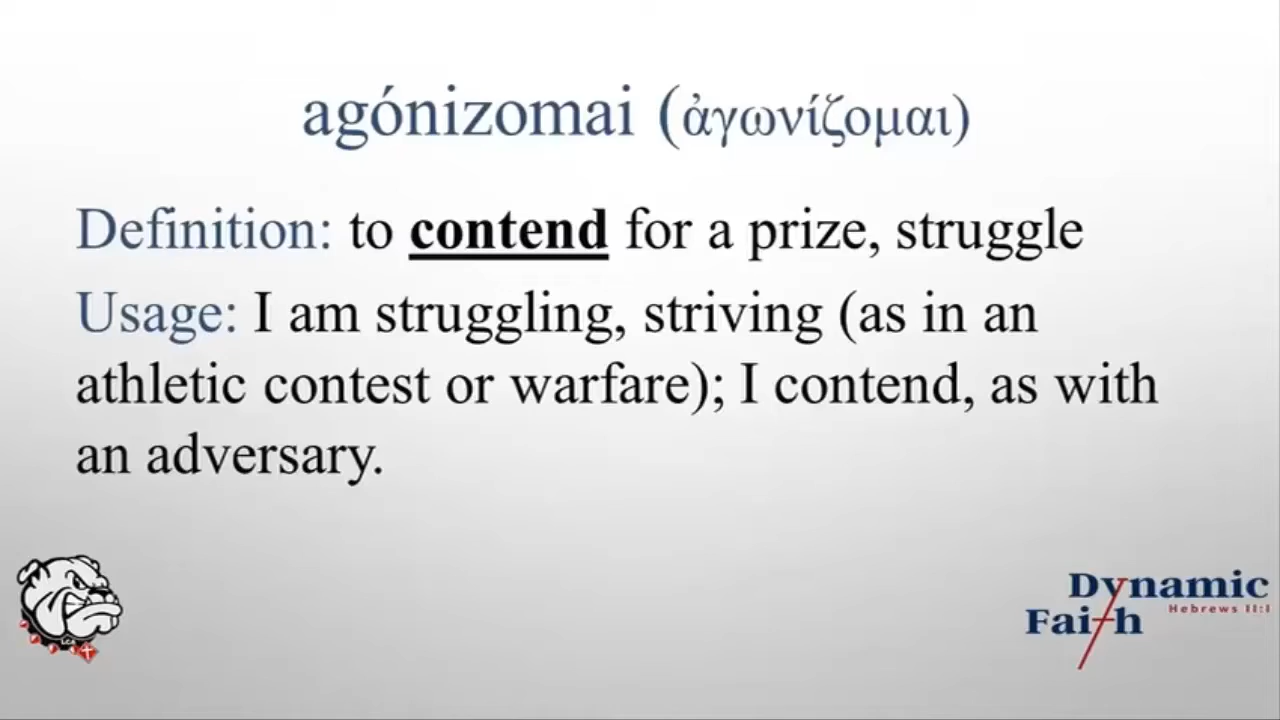 agónizomai (ἀγωνίζομαι)
Definition: to contend for a prize, struggle
Usage: I am struggling, striving (as in an
athletic contest or warfare); I contend, as with
an adversary.
LCA
Dynamic
Hebrews 11:1
Faith